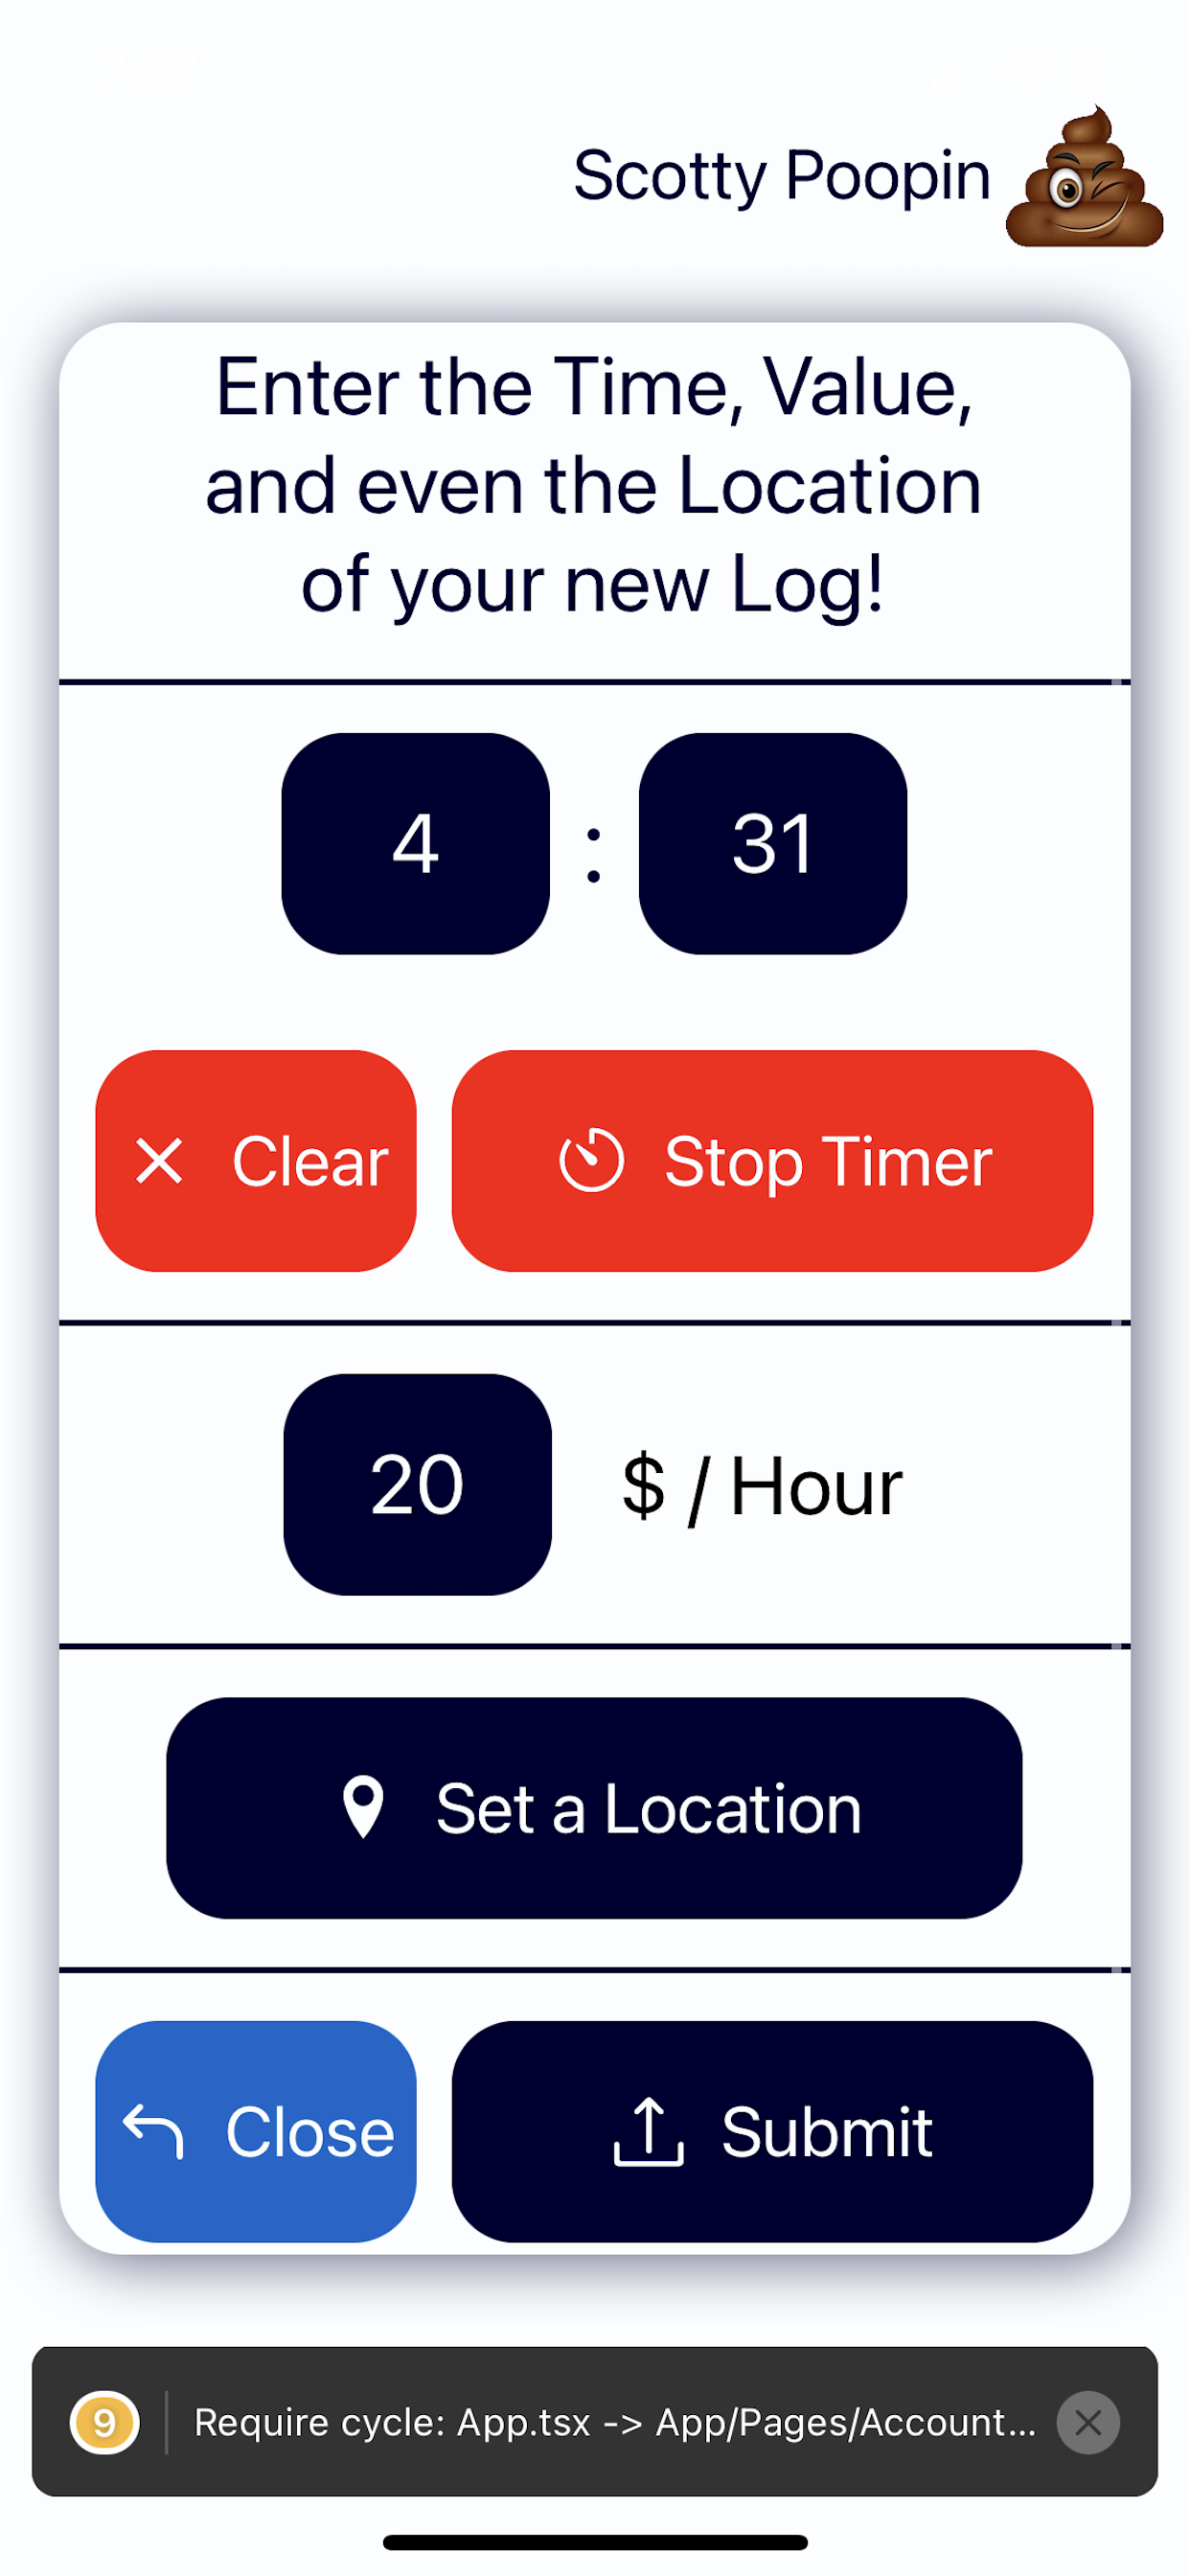 Scotty Poopin
Enter the Time, Value,
and even the Location
of your new Log!
4 : 31
Clear
Stop Timer
20 $ / Hour
Set a Location
Close
Submit
9 Require cycle: App.tsx -> App/Pages/Account...